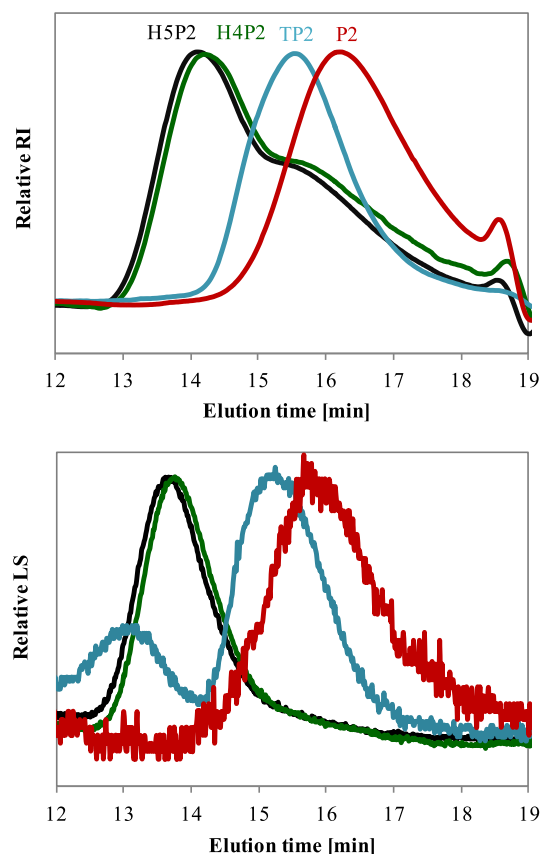 H5P2 H4P2 TP2 P2
Relative RI
12 13 14 15 16 17 18 19
Elution time [min]
Relative LS
12 13 14 15 16 17 18 19
Elution time [min]